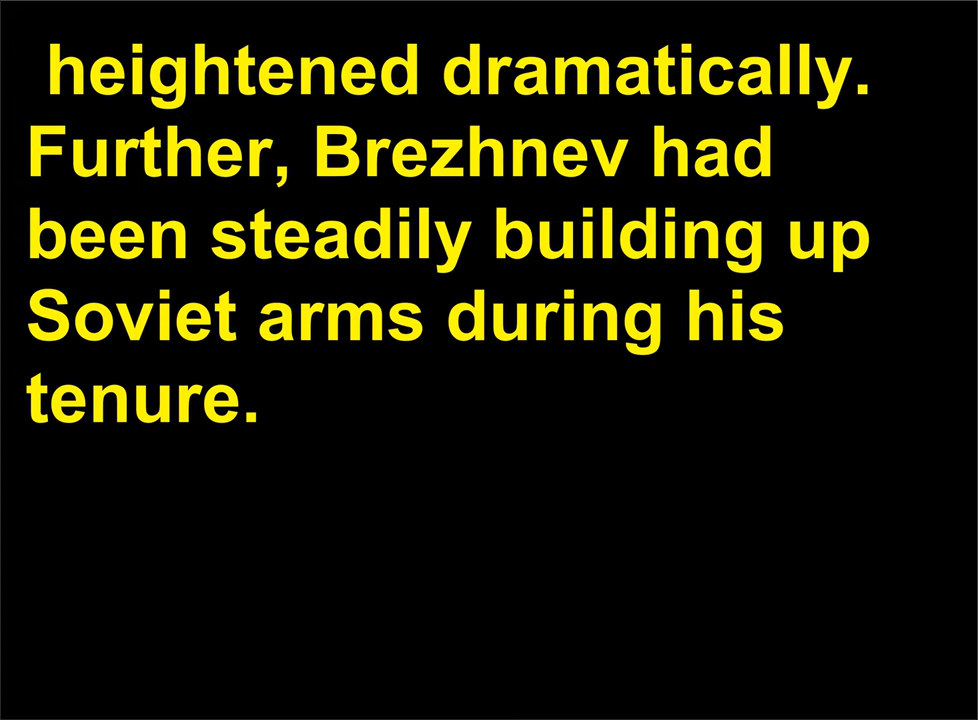 heightened dramatically.
Further, Brezhnev had
been steadily building up
Soviet arms during his
tenure.